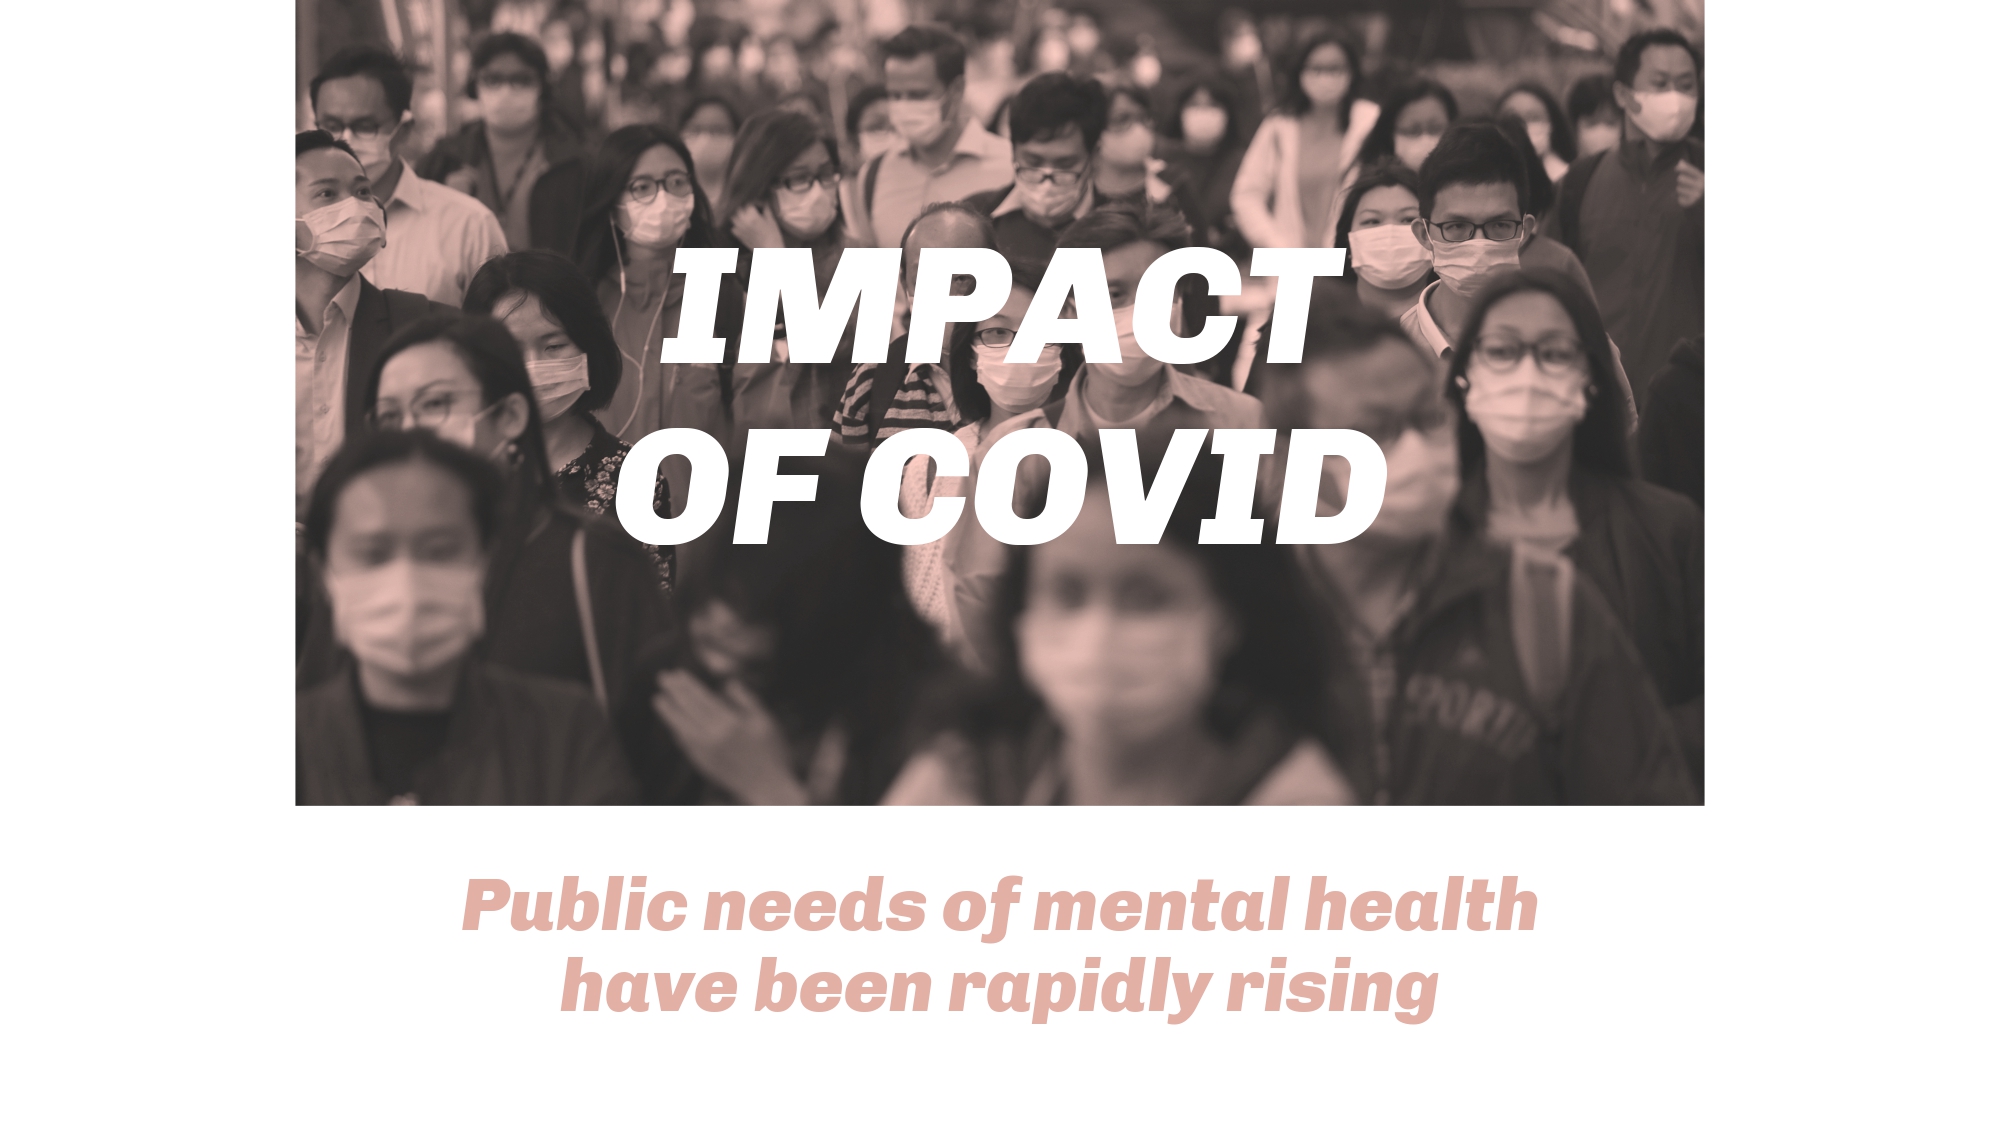 IMPACT
OF COVID
Public needs of mental health
have been rapidly rising